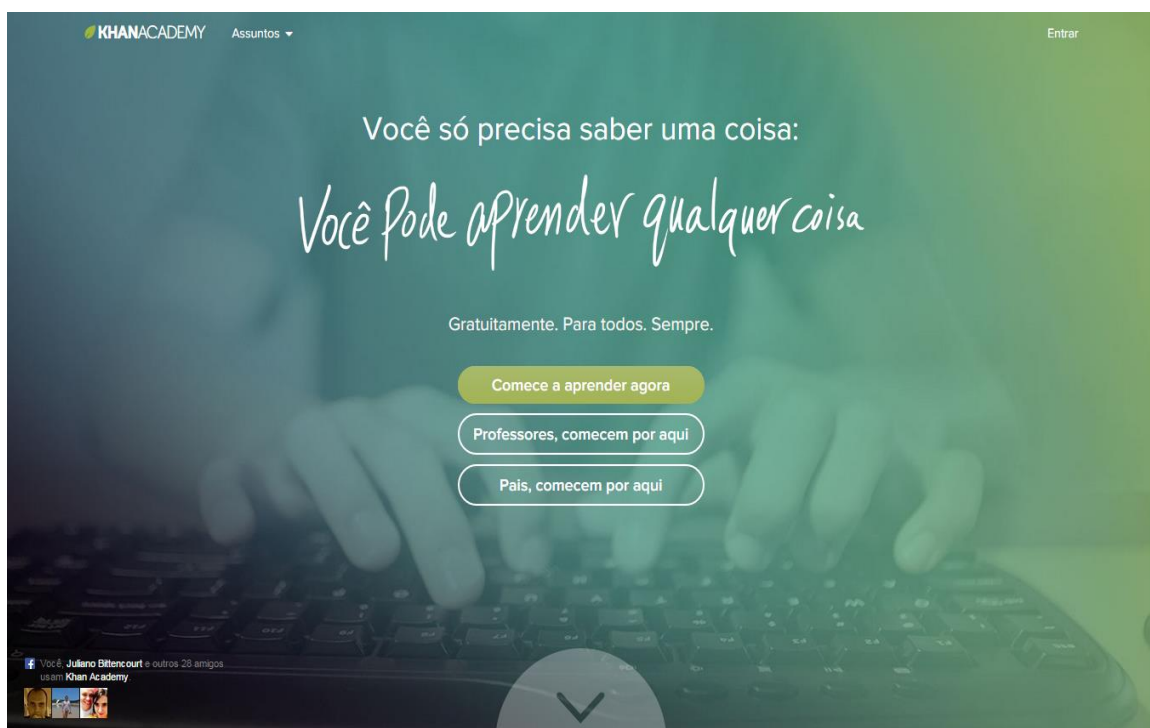 KHANACADEMY
Assuntos
Entrar
Você só precisa saber uma coisa:
Você Pode aprender qualquer coisa
Gratuitamente. Para todos. Sempre.
Comece a aprender agora
Professores, comecem por aqui
Pais, comecem por aqui
Você, Juliano Bittencourt e outros 28 amigos
usam Khan Academy.